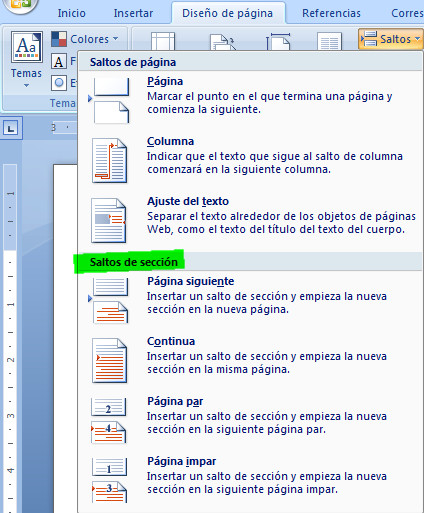 Inicio Insertar Diseño de página Referencias Corres
Aa Colores Saltos
Temas
Tema
Saltos de página
Página
Marcar el punto en el que termina una página y
comienza la siguiente.
Columna
Indicar que el texto que sigue al salto de columna
comenzará en la siguiente columna.
Ajuste del texto
Separar el texto alrededor de los objetos de páginas
Web, como el texto del título del texto del cuerpo.
Saltos de sección
Página siguiente
Insertar un salto de sección y empieza la nueva
sección en la nueva página.
Continua
Insertar un salto de sección y empieza la nueva
sección en la misma página.
Página par
2
4
Insertar un salto de sección y empieza la nueva
sección en la siguiente página par.
Página impar
1
3
Insertar un salto de sección y empieza la nueva
sección en la siguiente página impar.
3
1
1
2
3
4